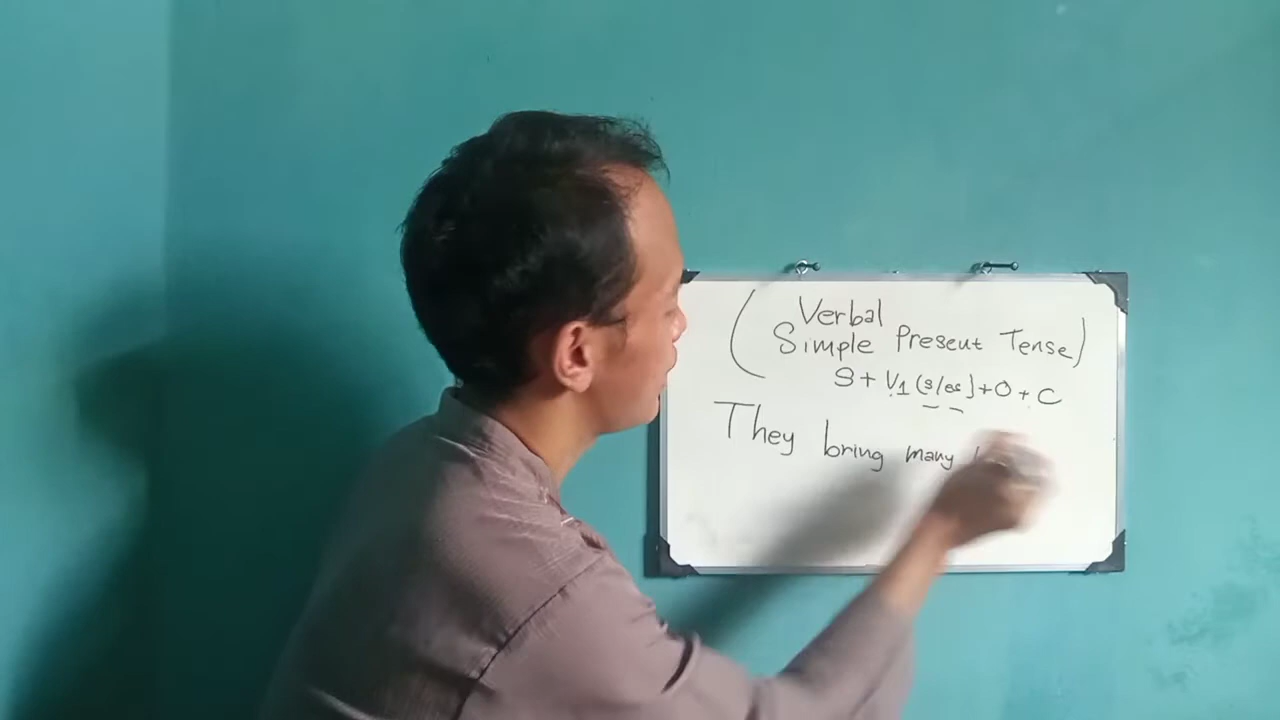 (Verbal
Simple Present Tense)
S + V1 (s/es) + O + C
They bring many